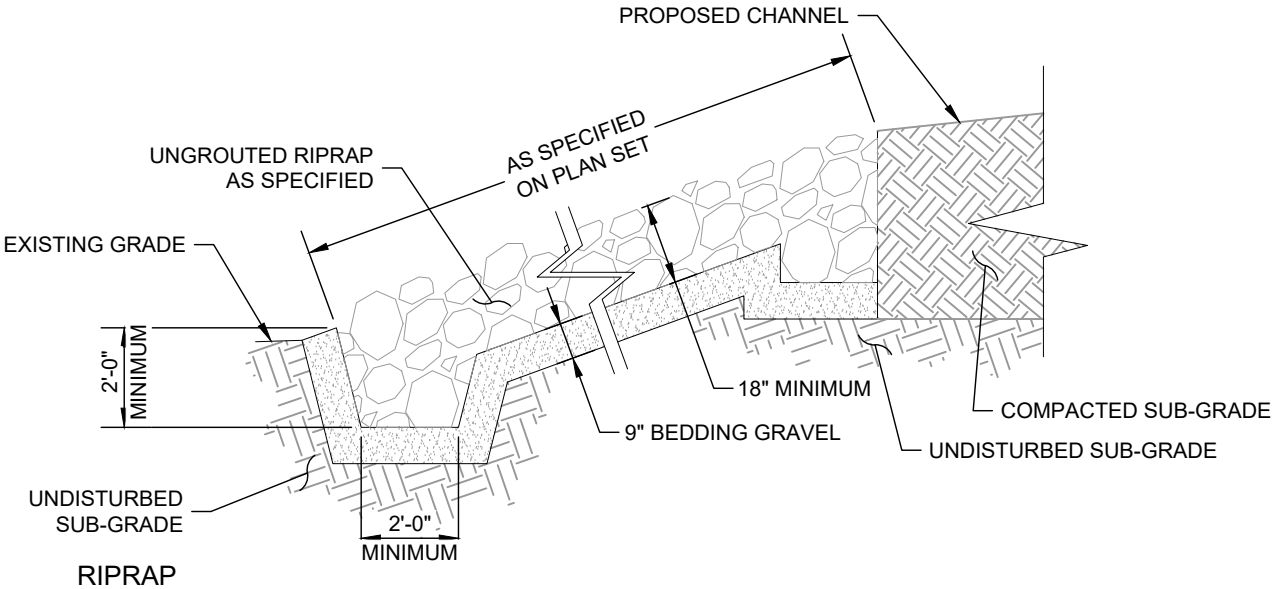 PROPOSED CHANNEL
AS SPECIFIED
ON PLAN SET
UNGROUTED RIPRAP
AS SPECIFIED
EXISTING GRADE
2'-0"
MINIMUM
18" MINIMUM
9" BEDDING GRAVEL
COMPACTED SUB-GRADE
UNDISTURBED SUB-GRADE
UNDISTURBED
SUB-GRADE
2'-0"
MINIMUM
RIPRAP